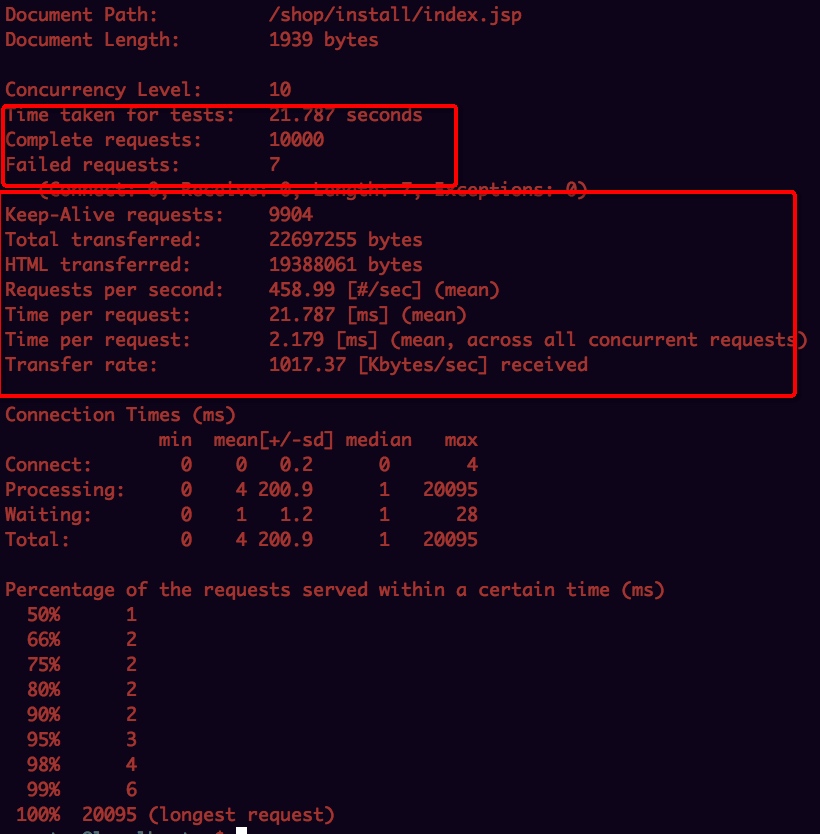 Document Path: /shop/install/index.jsp
Document Length: 1939 bytes
Concurrency Level: 10
Time taken for tests: 21.787 seconds
Complete requests: 10000
Failed requests: 7
(Connect: 0, Receive: 0, Length: 7, Exceptions: 0)
Keep-Alive requests: 9904
Total transferred: 22697255 bytes
HTML transferred: 19388061 bytes
Requests per second: 458.99 [#/sec] (mean)
Time per request: 21.787 [ms] (mean)
Time per request: 2.179 [ms] (mean, across all concurrent requests)
Transfer rate: 1017.37 [Kbytes/sec] received
Connection Times (ms)
min mean[+/-sd] median max
Connect: 0 0 0.2 0 4
Processing: 0 4 200.9 1 20095
Waiting: 0 1 1.2 1 28
Total: 0 4 200.9 1 20095
Percentage of the requests served within a certain time (ms)
50% 1
66% 2
75% 2
80% 2
90% 2
95% 3
98% 4
99% 6
100% 20095 (longest request)